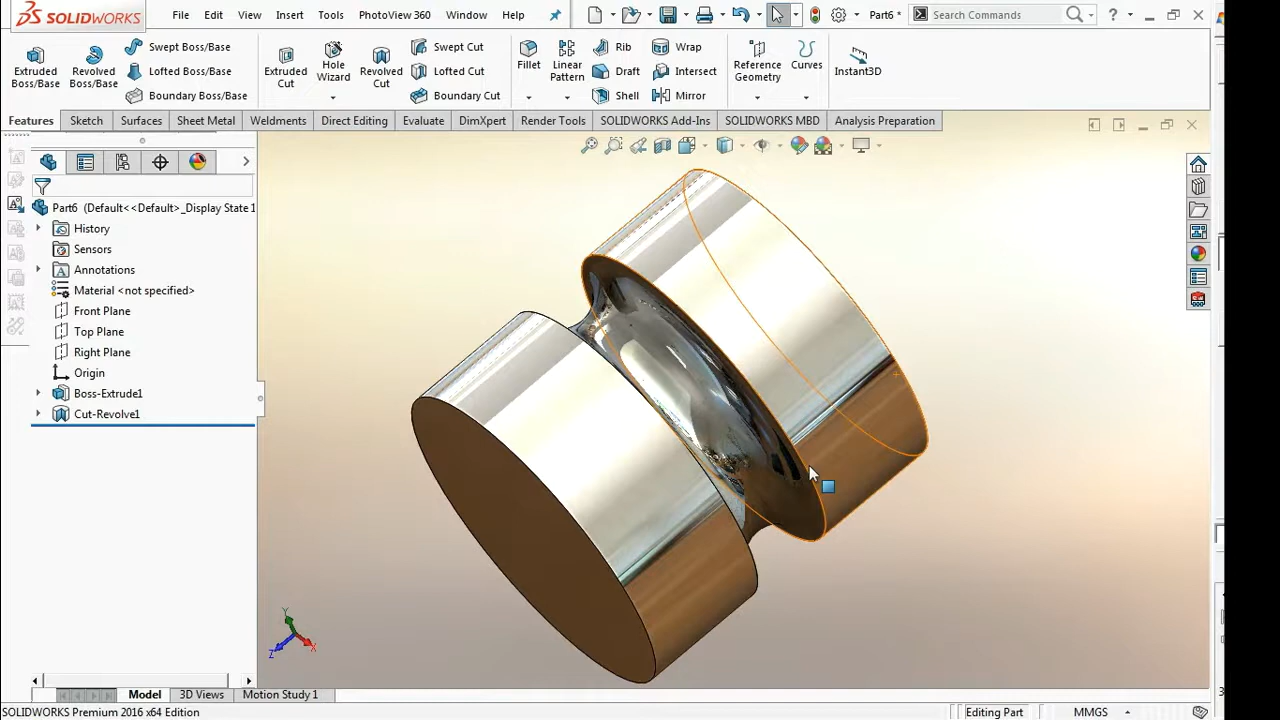 SOLIDWORKS File Edit View Insert Tools PhotoView 360 Window Help Part6 * Search Commands ?
Extruded Boss/Base
Revolved Boss/Base
Swept Boss/Base
Lofted Boss/Base
Boundary Boss/Base
Extruded Cut
Hole Wizard
Revolved Cut
Swept Cut
Lofted Cut
Boundary Cut
Fillet
Linear Pattern
Rib
Draft
Shell
Wrap
Intersect
Mirror
Reference Geometry
Curves
Instant3D
Features Sketch Surfaces Sheet Metal Weldments Direct Editing Evaluate DimXpert Render Tools SOLIDWORKS Add-Ins SOLIDWORKS MBD Analysis Preparation
Part6 (Default<<Default>_Display State 1
History
Sensors
Annotations
Material <not specified>
Front Plane
Top Plane
Right Plane
Origin
Boss-Extrude1
Cut-Revolve1
Y
Z
X
Model 3D Views Motion Study 1
SOLIDWORKS Premium 2016 x64 Edition Editing Part MMGS